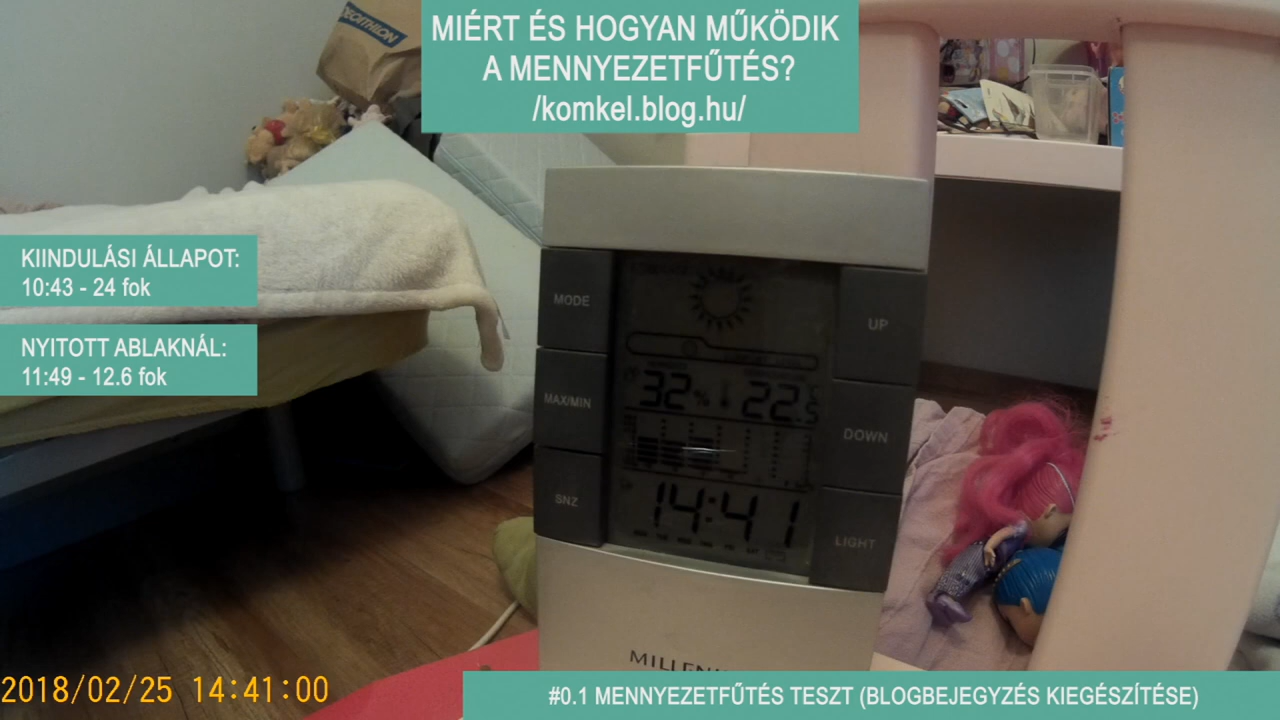 DECATHLON
MIÉRT ÉS HOGYAN MŰKÖDIK
A MENNYEZETFŰTÉS?
/komkel.blog.hu/
KIINDULÁSI ÁLLAPOT:
10:43 - 24 fok
NYITOTT ABLAKNÁL:
11:49 - 12.6 fok
MODE
UP
MAX/MIN
32% 22.5
DOWN
SNZ
14:41
LIGHT
2018/02/25 14:41:00
#0.1 MENNYEZETFŰTÉS TESZT (BLOGBEJEGYZÉS KIEGÉSZÍTÉSE)